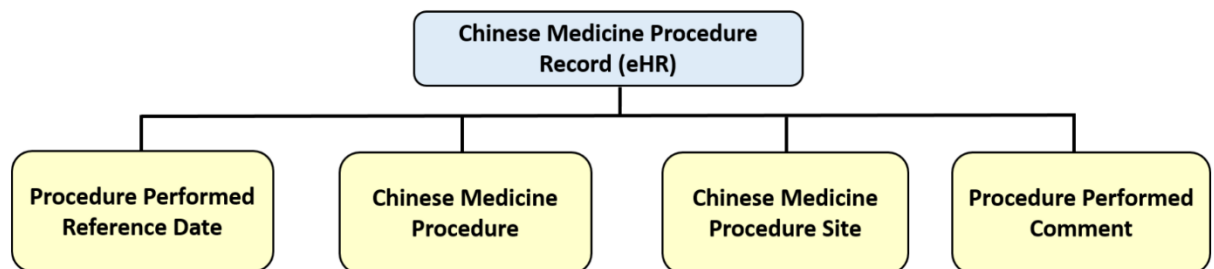 Chinese Medicine Procedure
Record (eHR)
Procedure Performed
Reference Date
Chinese Medicine
Procedure
Chinese Medicine
Procedure Site
Procedure Performed
Comment